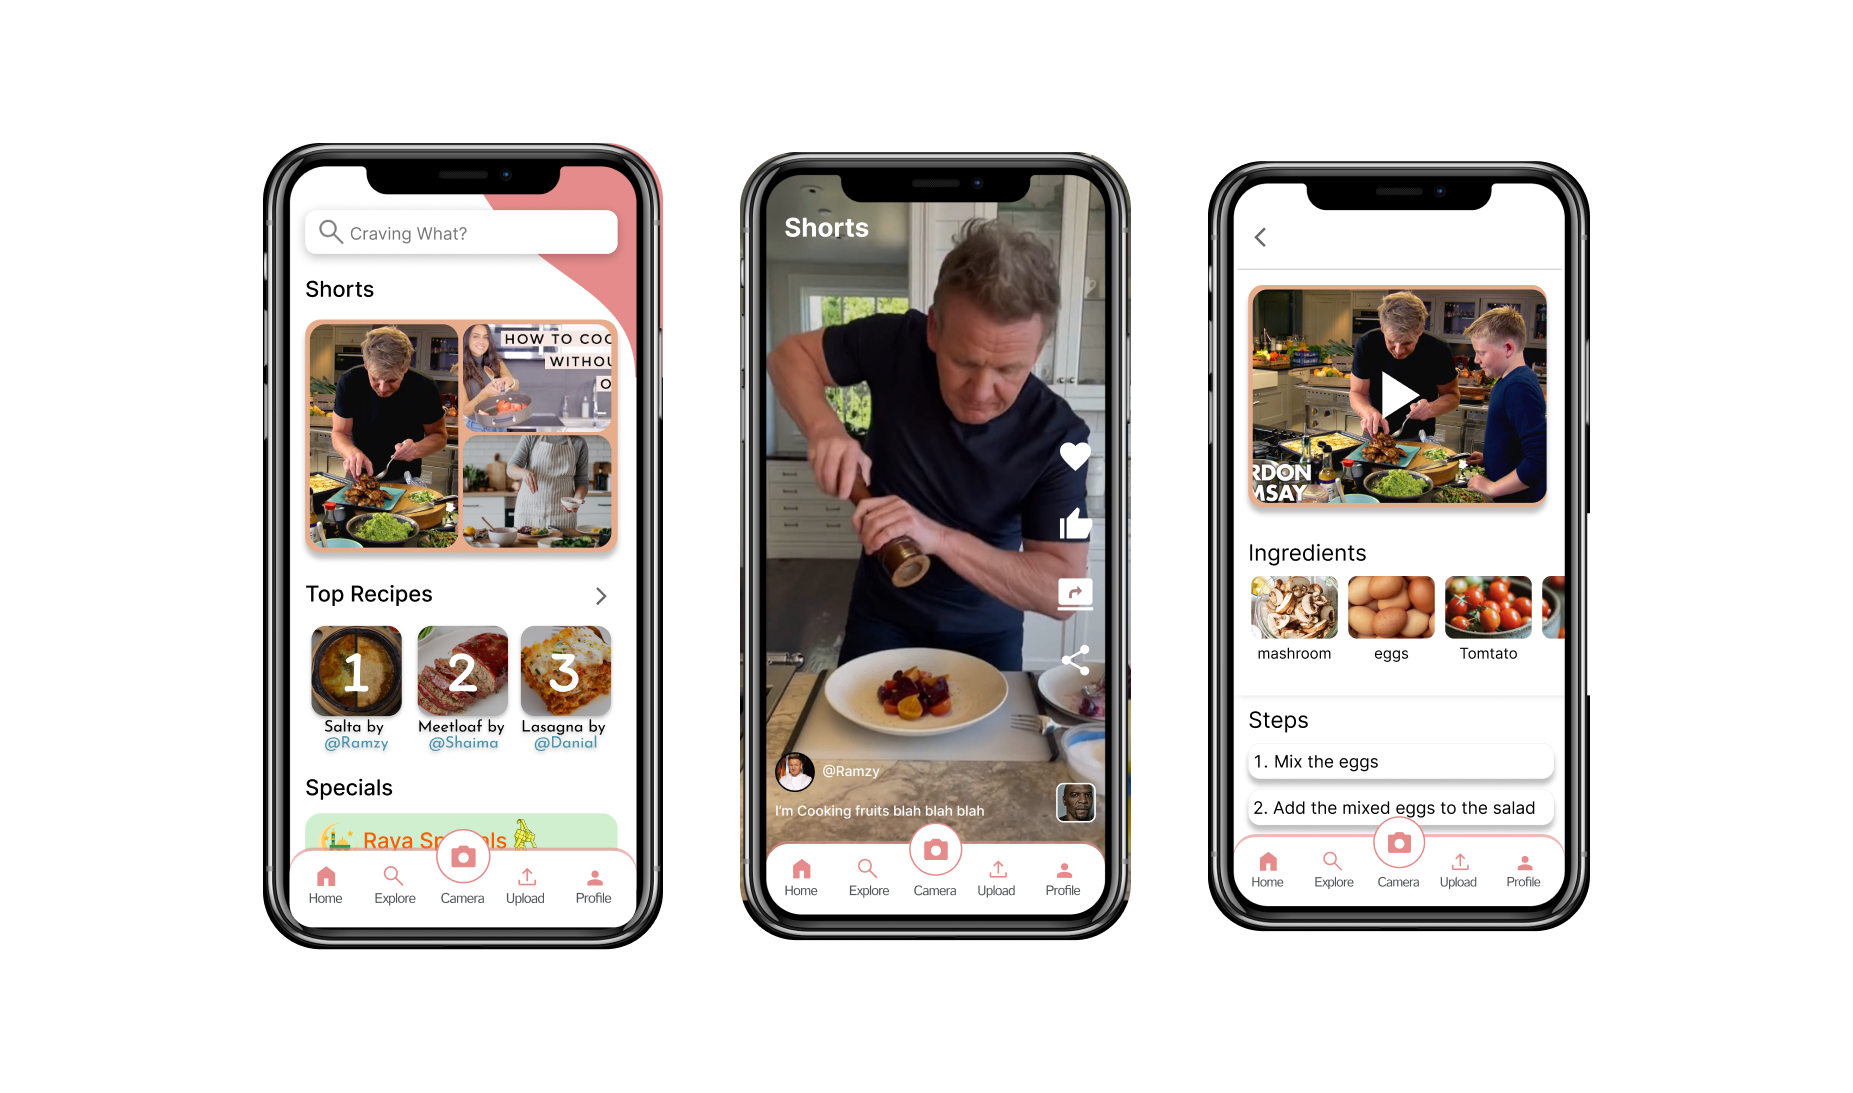 Craving What?
Shorts
HOW TO COO
WITHOU
O
Top Recipes
1
2
3
Salta by
@Ramzy
Meetloaf by
@Shaima
Lasagna by
@Danial
Specials
Raya Sp als
Home
Explore
Camera
Upload
Profile
Shorts
@Ramzy
I'm Cooking fruits blah blah blah
Home
Explore
Camera
Upload
Profile
RDON
MSAY
Ingredients
mashroom
eggs
Tomtato
Steps
1. Mix the eggs
2. Add the mixed eggs to the salad
Home
Explore
Camera
Upload
Profile